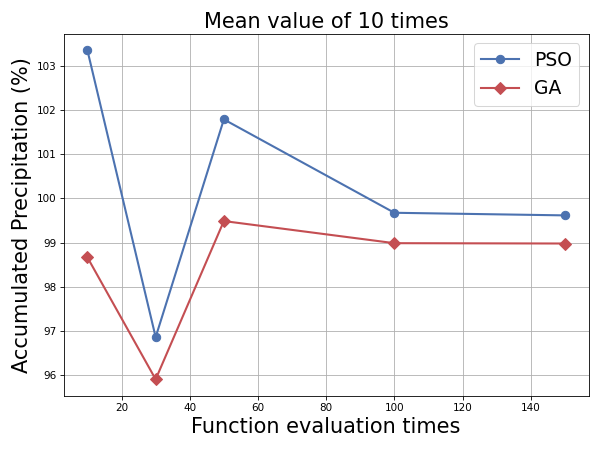 Mean value of 10 times
Accumulated Precipitation (%)
103
102
101
100
99
98
97
96
PSO
GA
20 40 60 80 100 120 140
Function evaluation times